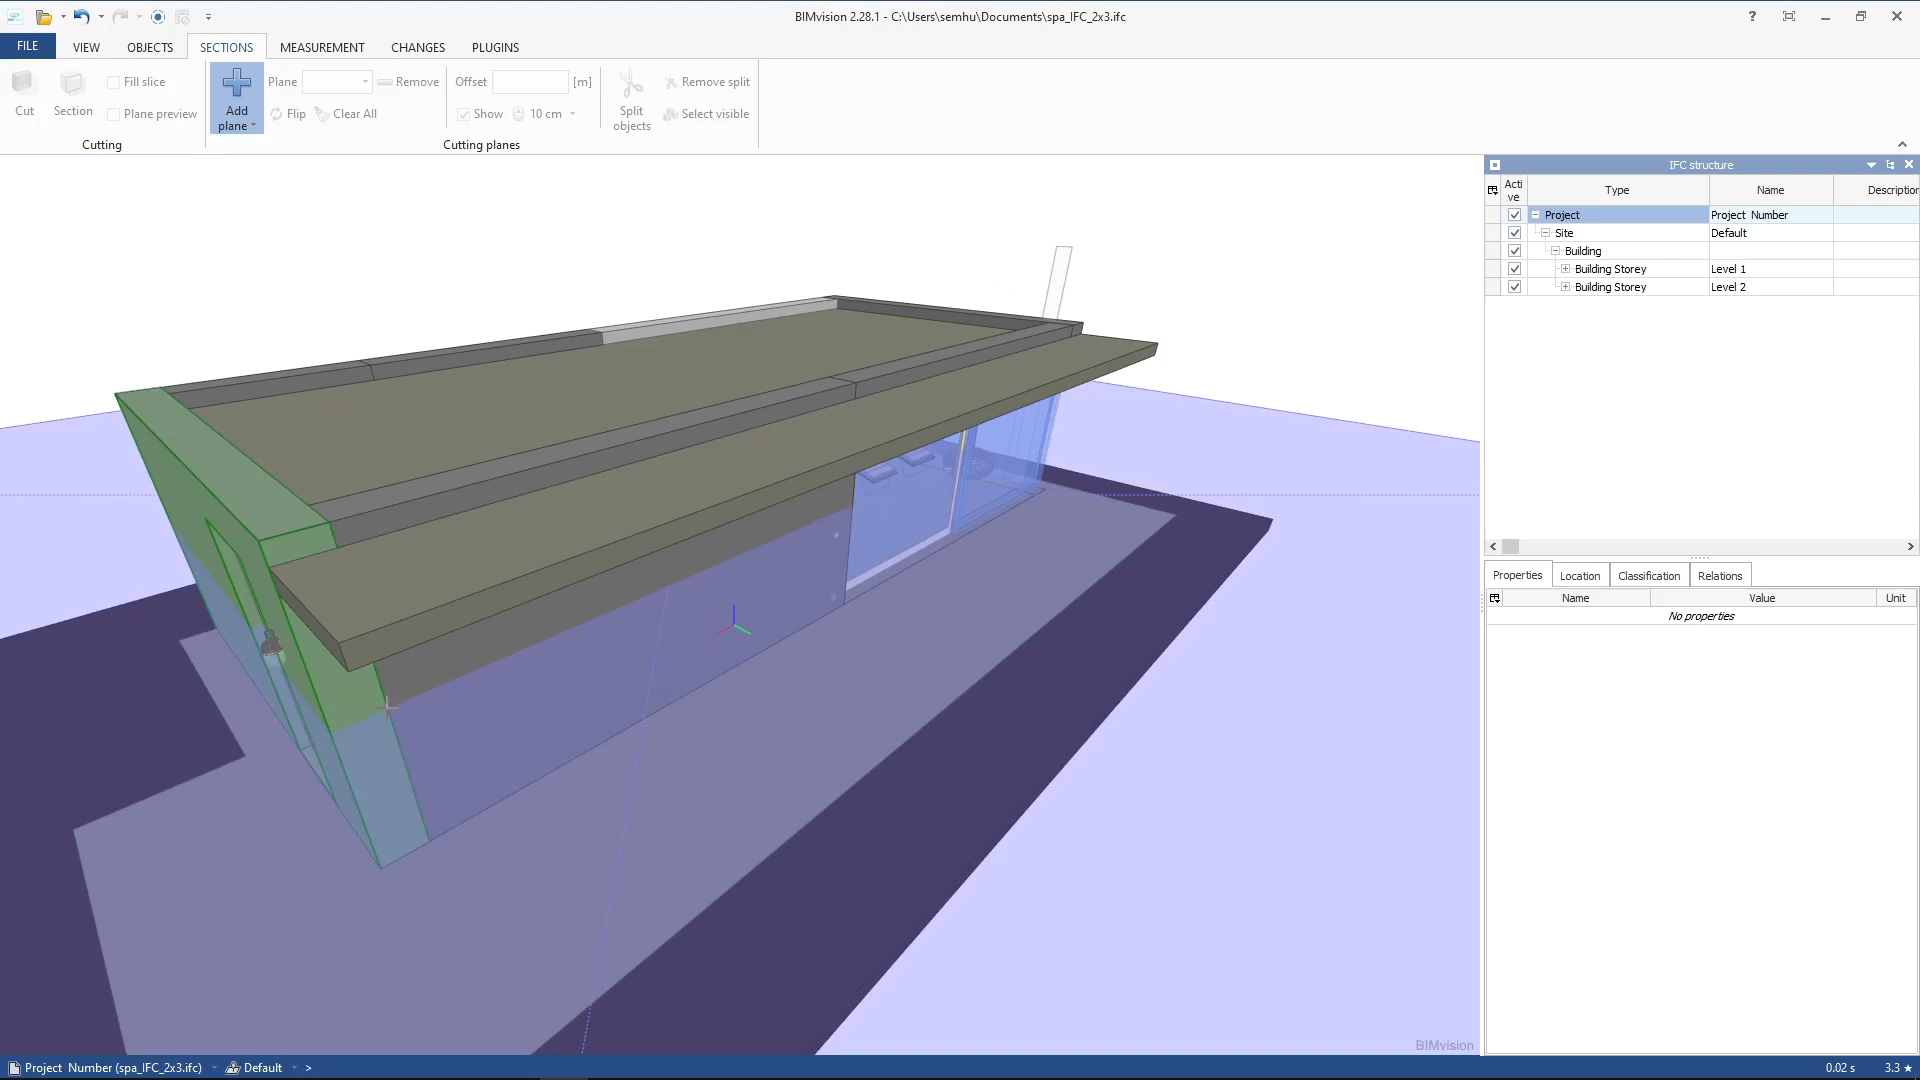 BIMvision 2.28.1 - C:\Users\semhu\Documents\spa_IFC_2x3.ifc
FILE VIEW OBJECTS SECTIONS MEASUREMENT CHANGES PLUGINS
Cut
Section
Fill slice
Plane preview
Cutting
Add
plane
Plane
Remove
Flip
Clear All
Offset
[m]
Show
10 cm
Cutting planes
Split
objects
Remove split
Select visible
IFC structure
Acti
ve
Type
Name
Description
Project
Project Number
Site
Default
Building
Building Storey
Level 1
Building Storey
Level 2
Properties
Location
Classification
Relations
Name
Value
Unit
No properties
BIMvision
Project Number (spa_IFC_2x3.ifc)
Default
>
0.02 s
3.3